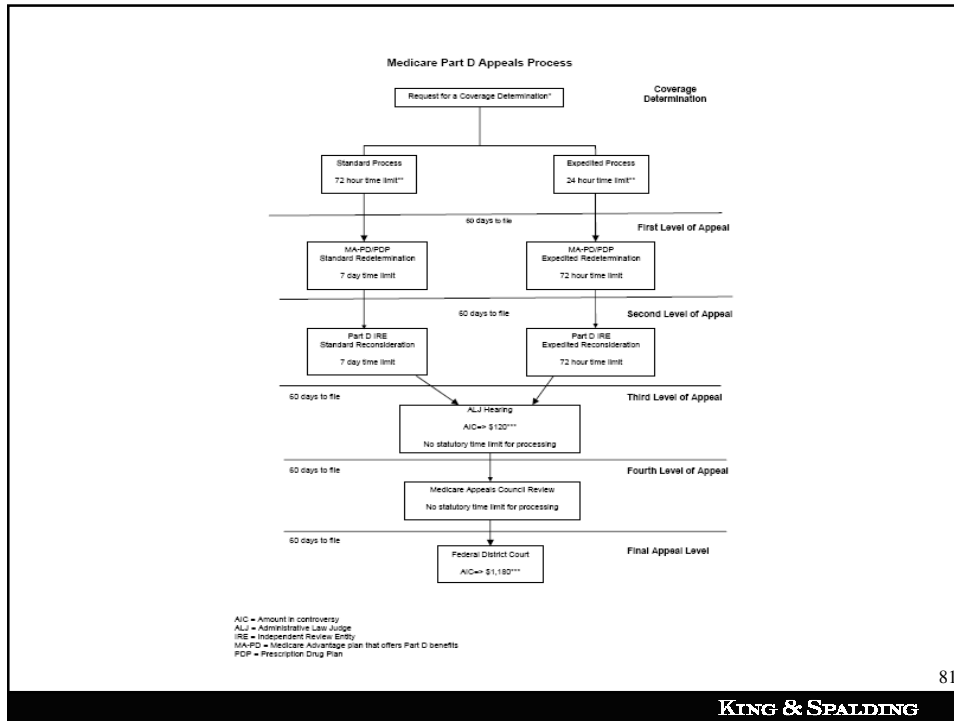 Medicare Part D Appeals Process
Request for a Coverage Determination*
Coverage
Determination
Standard Process
72 hour time limit**
Expedited Process
24 hour time limit**
60 days to file
First Level of Appeal
MA-PD/PDP
Standard Redetermination
7 day time limit
MA-PD/PDP
Expedited Redetermination
72 hour time limit
60 days to file
Second Level of Appeal
Part D IRE
Standard Reconsideration
7 day time limit
Part D IRE
Expedited Reconsideration
72 hour time limit
60 days to file
Third Level of Appeal
ALJ Hearing
AIC=> $120***
No statutory time limit for processing
60 days to file
Fourth Level of Appeal
Medicare Appeals Council Review
No statutory time limit for processing
60 days to file
Final Appeal Level
Federal District Court
AIC=> $1,180***
AIC = Amount in controversy
ALJ = Administrative Law Judge
IRE = Independent Review Entity
MA-PD = Medicare Advantage plan that offers Part D benefits
PDP = Prescription Drug Plan
81
KING & SPALDING